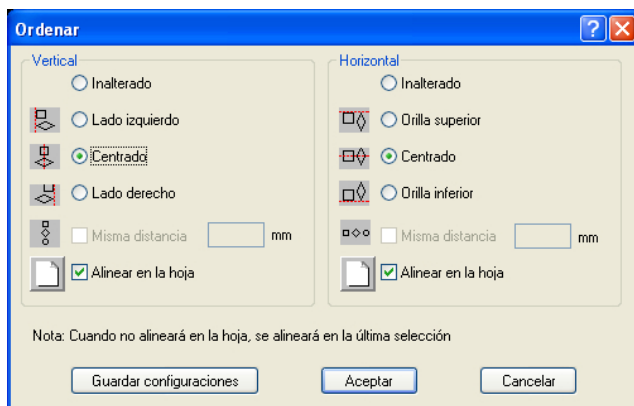 Ordenar
Vertical
Inalterado
Lado izquierdo
Centrado
Lado derecho
Misma distancia mm
Alinear en la hoja
Horizontal
Inalterado
Orilla superior
Centrado
Orilla inferior
Misma distancia mm
Alinear en la hoja
Nota: Cuando no alineará en la hoja, se alineará en la última selección
Guardar configuraciones Aceptar Cancelar